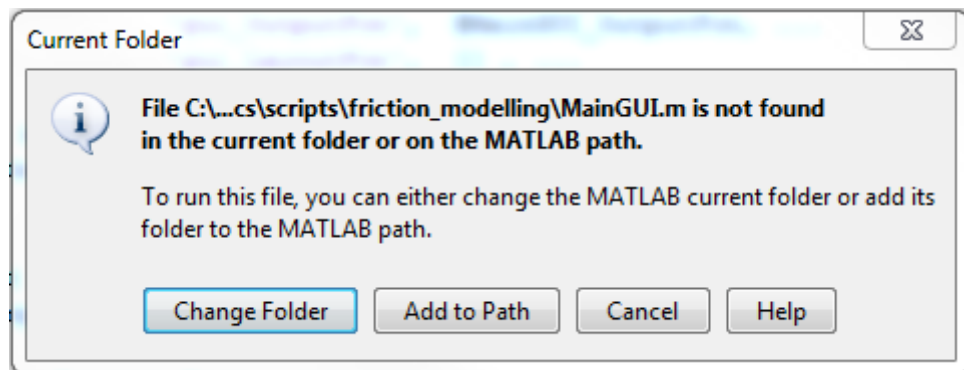 Current Folder
File C:\...cs\scripts\friction_modelling\MainGUI.m is not found
in the current folder or on the MATLAB path.
To run this file, you can either change the MATLAB current folder or add its
folder to the MATLAB path.
Change Folder Add to Path Cancel Help